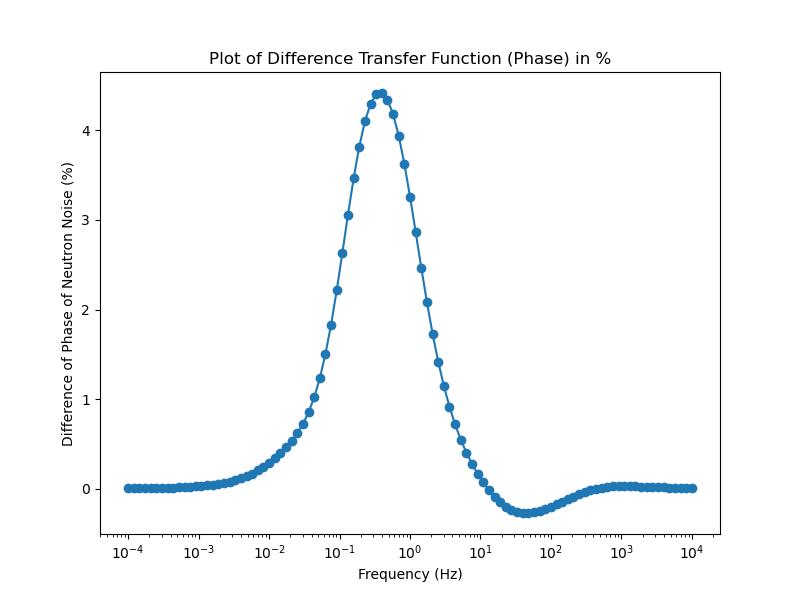 Plot of Difference Transfer Function (Phase) in %
Difference of Phase of Neutron Noise (%)
4
3
2
1
0
10⁻⁴ 10⁻³ 10⁻² 10⁻¹ 10⁰ 10¹ 10² 10³ 10⁴
Frequency (Hz)